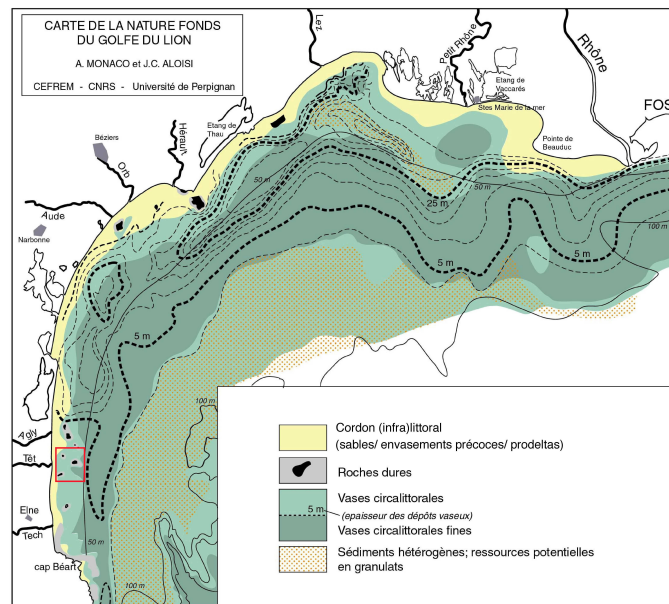 CARTE DE LA NATURE FONDS
DU GOLFE DU LION
A. MONACO et J.C. ALOISI
CEFREM - CNRS - Université de Perpignan
Lez
Petit Rhône
Rhône
Etang de
Vaccarés
Stes Marie de la mer
FOS
Pointe de
Beauduc
Etang de
Thau
Hérault
Béziers
Orb
Aude
Narbonne
50 m
50 m
25 m
100 m
5 m
5 m
5 m
100 m
Agly
Têt
Elne
Tech
cap Béart
50 m
100 m
Cordon (infra)littoral
(sables/ envasements précoces/ prodeltas)
Roches dures
Vases circalittorales
5 m
(epaisseur des dépôts vaseux)
Vases circalittorales fines
Sédiments hétérogènes; ressources potentielles
en granulats